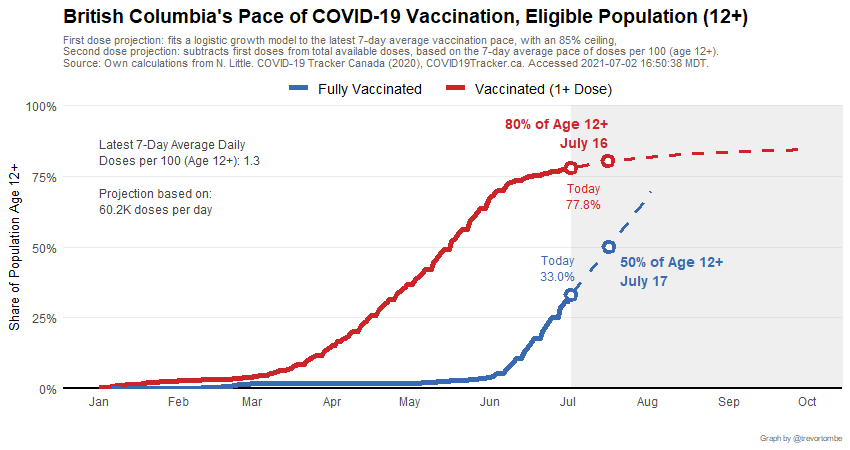 British Columbia's Pace of COVID-19 Vaccination, Eligible Population (12+)
First dose projection: fits a logistic growth model to the latest 7-day average vaccination pace, with an 85% ceiling,
Second dose projection: subtracts first doses from total available doses, based on the 7-day average pace of doses per 100 (age 12+).
Source: Own calculations from N. Little. COVID-19 Tracker Canada (2020), COVID19Tracker.ca. Accessed 2021-07-02 16:50:38 MDT.
Fully Vaccinated
Vaccinated (1+ Dose)
Share of Population Age 12+
100%
75%
50%
25%
0%
Latest 7-Day Average Daily
Doses per 100 (Age 12+): 1.3
Projection based on:
60.2K doses per day
80% of Age 12+
July 16
Today
77.8%
Today
33.0%
50% of Age 12+
July 17
Jan
Feb
Mar
Apr
May
Jun
Jul
Aug
Sep
Oct
Graph by @trevortombe